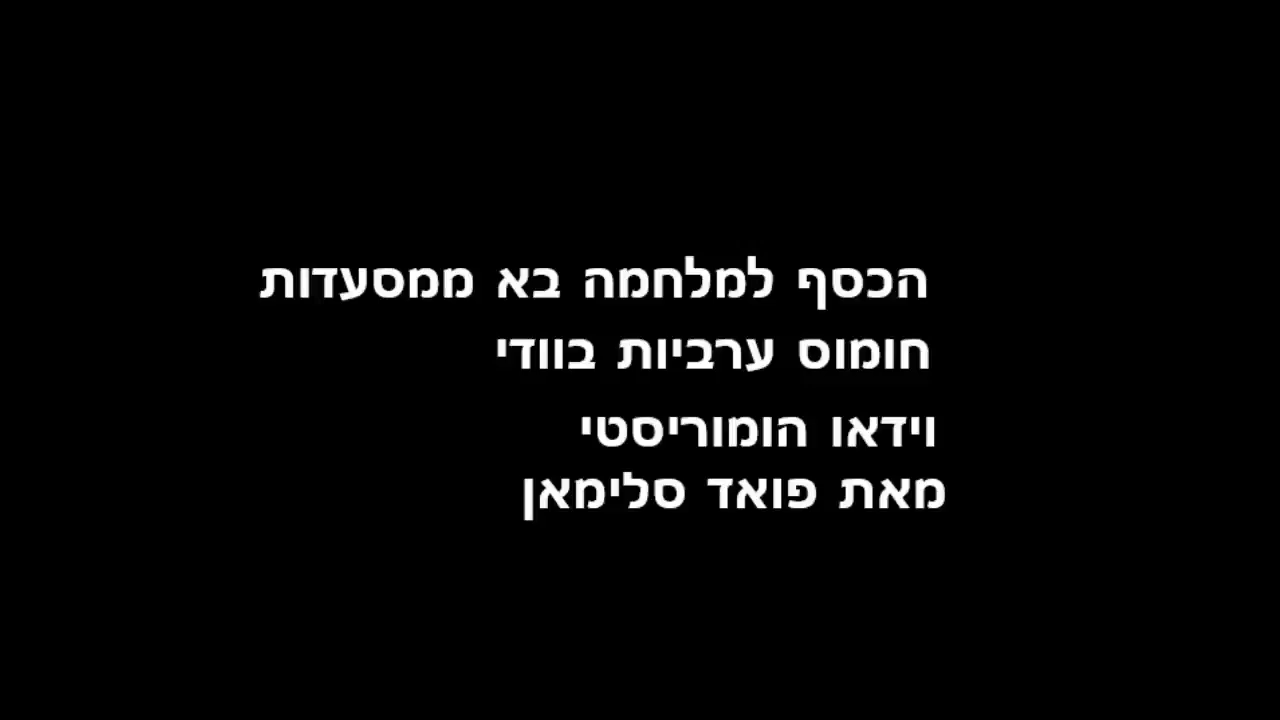 הכסף למלחמה בא ממסעדות
חומוס ערביות בוודי
וידאו הומוריסטי
מאת פואד סלימאן